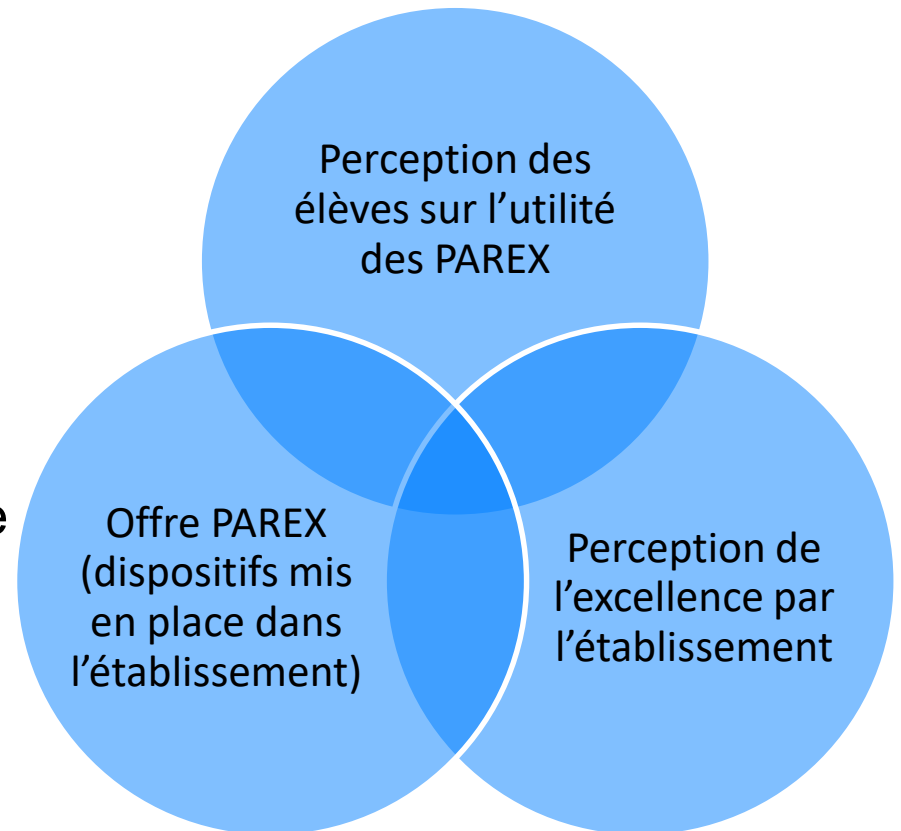 Perception des
élèves sur l’utilité
des PAREX
e
Offre PAREX
(dispositifs mis
en place dans
l’établissement)
Perception de
l’excellence par
l’établissement